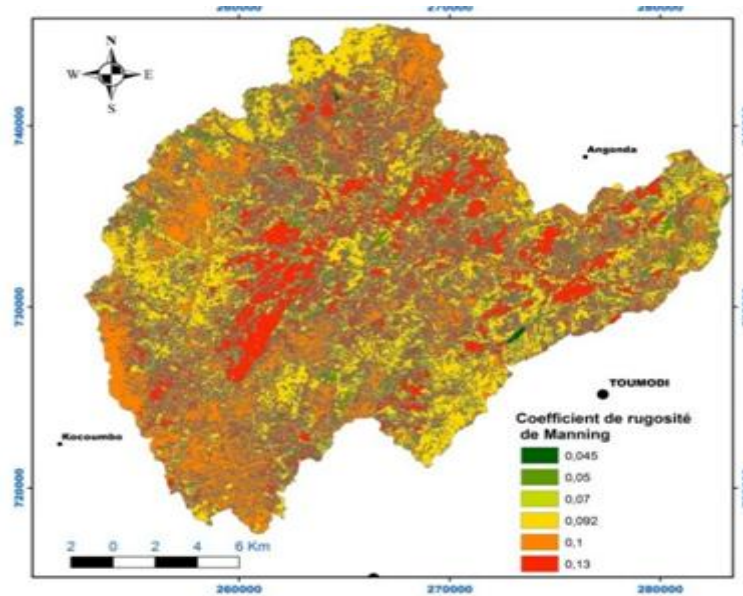 260000 270000 280000
N
W E
S
740000
Angonda
730000
TOUMODI
Kocoumbo
Coefficient de rugosité
de Manning
0,045
0,05
0,07
0,092
0,1
0,13
720000
2 0 2 4 6 Km
260000 270000 280000